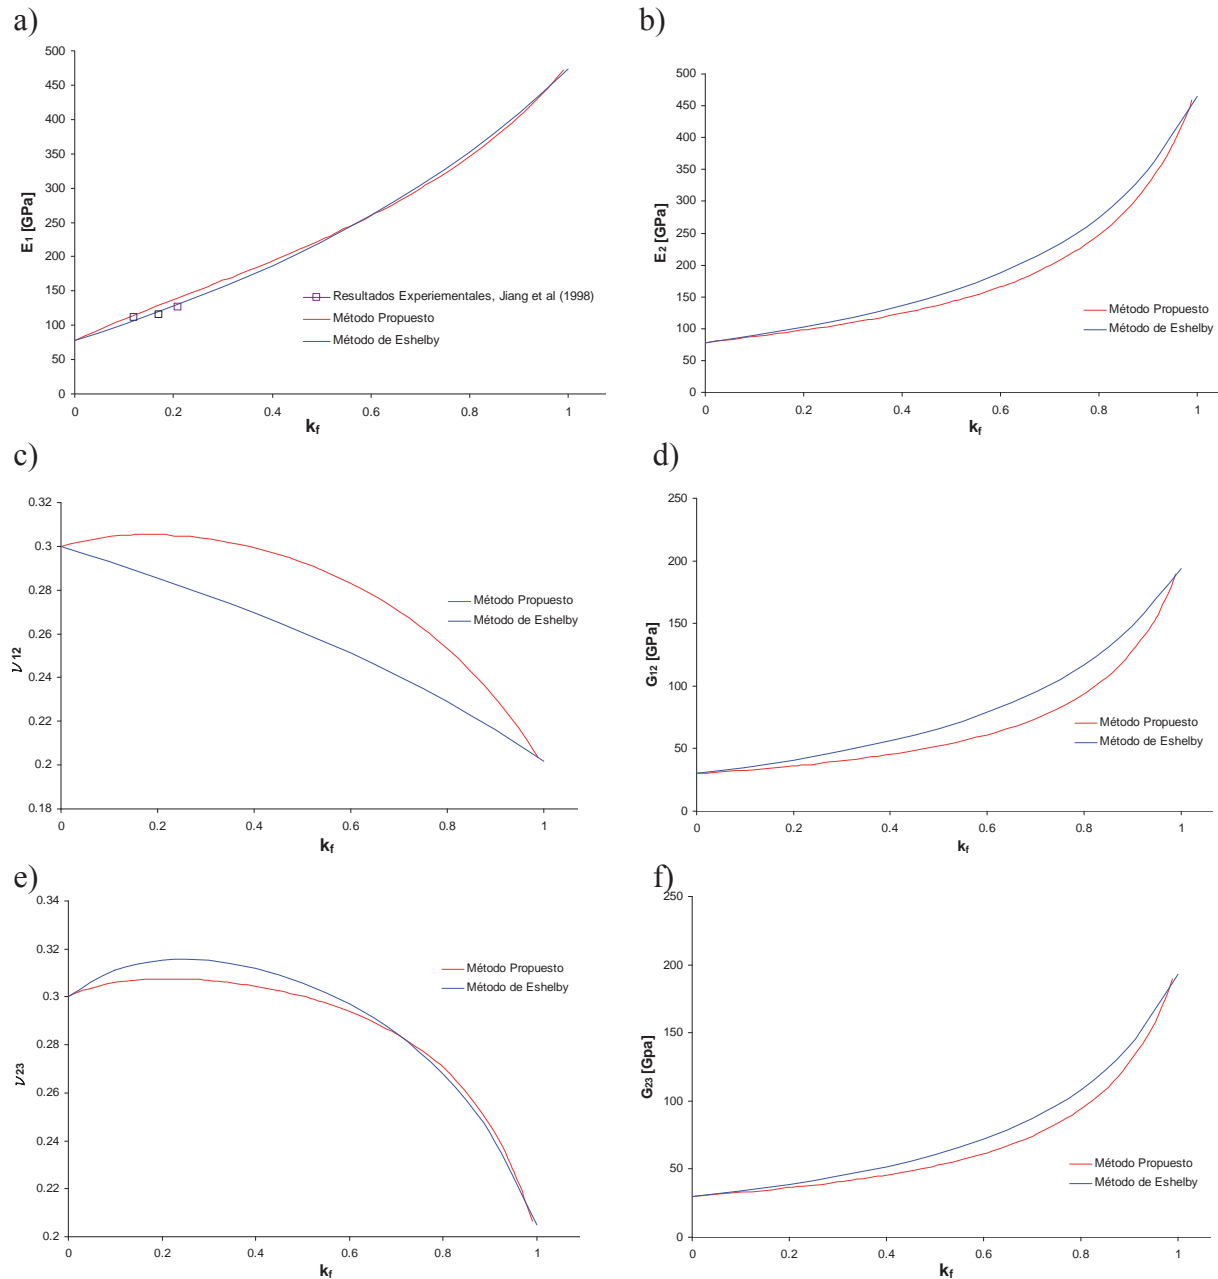 a)
500
450
400
350
300
250
200
150
100
50
0
E1 [GPa]
Resultados Experiementales, Jiang et al (1998)
Método Propuesto
Método de Eshelby
0 0.2 0.4 0.6 0.8 1
kf
b)
500
450
400
350
300
250
200
150
100
50
0
E2 [GPa]
Método Propuesto
Método de Eshelby
0 0.2 0.4 0.6 0.8 1
kf
c)
0.32
0.3
0.28
0.26
0.24
0.22
0.2
0.18
ν12
Método Propuesto
Método de Eshelby
0 0.2 0.4 0.6 0.8 1
kf
d)
250
200
150
100
50
0
G12 [GPa]
Método Propuesto
Método de Eshelby
0 0.2 0.4 0.6 0.8 1
kf
e)
0.34
0.32
0.3
0.28
0.26
0.24
0.22
0.2
ν23
Método Propuesto
Método de Eshelby
0 0.2 0.4 0.6 0.8 1
kf
f)
250
200
150
100
50
0
G23 [Gpa]
Método Propuesto
Método de Eshelby
0 0.2 0.4 0.6 0.8 1
kf